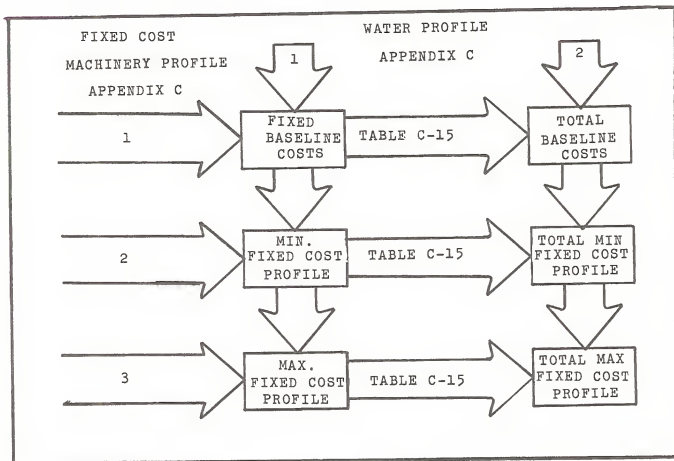 FIXED COST
MACHINERY PROFILE
APPENDIX C
WATER PROFILE
APPENDIX C
1
2
1
FIXED
BASELINE
COSTS
TABLE C-15
TOTAL
BASELINE
COSTS
2
MIN.
FIXED COST
PROFILE
TABLE C-15
TOTAL MIN
FIXED COST
PROFILE
3
MAX.
FIXED COST
PROFILE
TABLE C-15
TOTAL MAX
FIXED COST
PROFILE